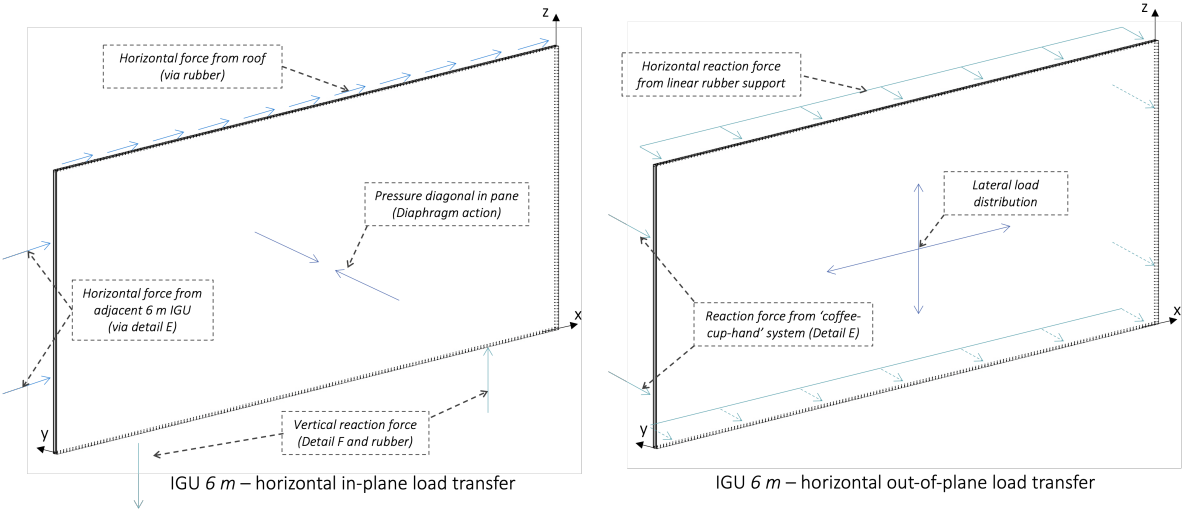 z
Horizontal force from roof
(via rubber)
Pressure diagonal in pane
(Diaphragm action)
Horizontal force from
adjacent 6 m IGU
(via detail E)
x
y
Vertical reaction force
(Detail F and rubber)
IGU 6 m – horizontal in-plane load transfer
z
Horizontal reaction force
from linear rubber support
Lateral load
distribution
x
Reaction force from ‘coffee-
cup-hand’ system (Detail E)
y
IGU 6 m – horizontal out-of-plane load transfer